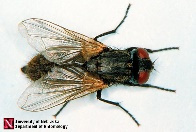 University of Nebraska
Department of Entomology